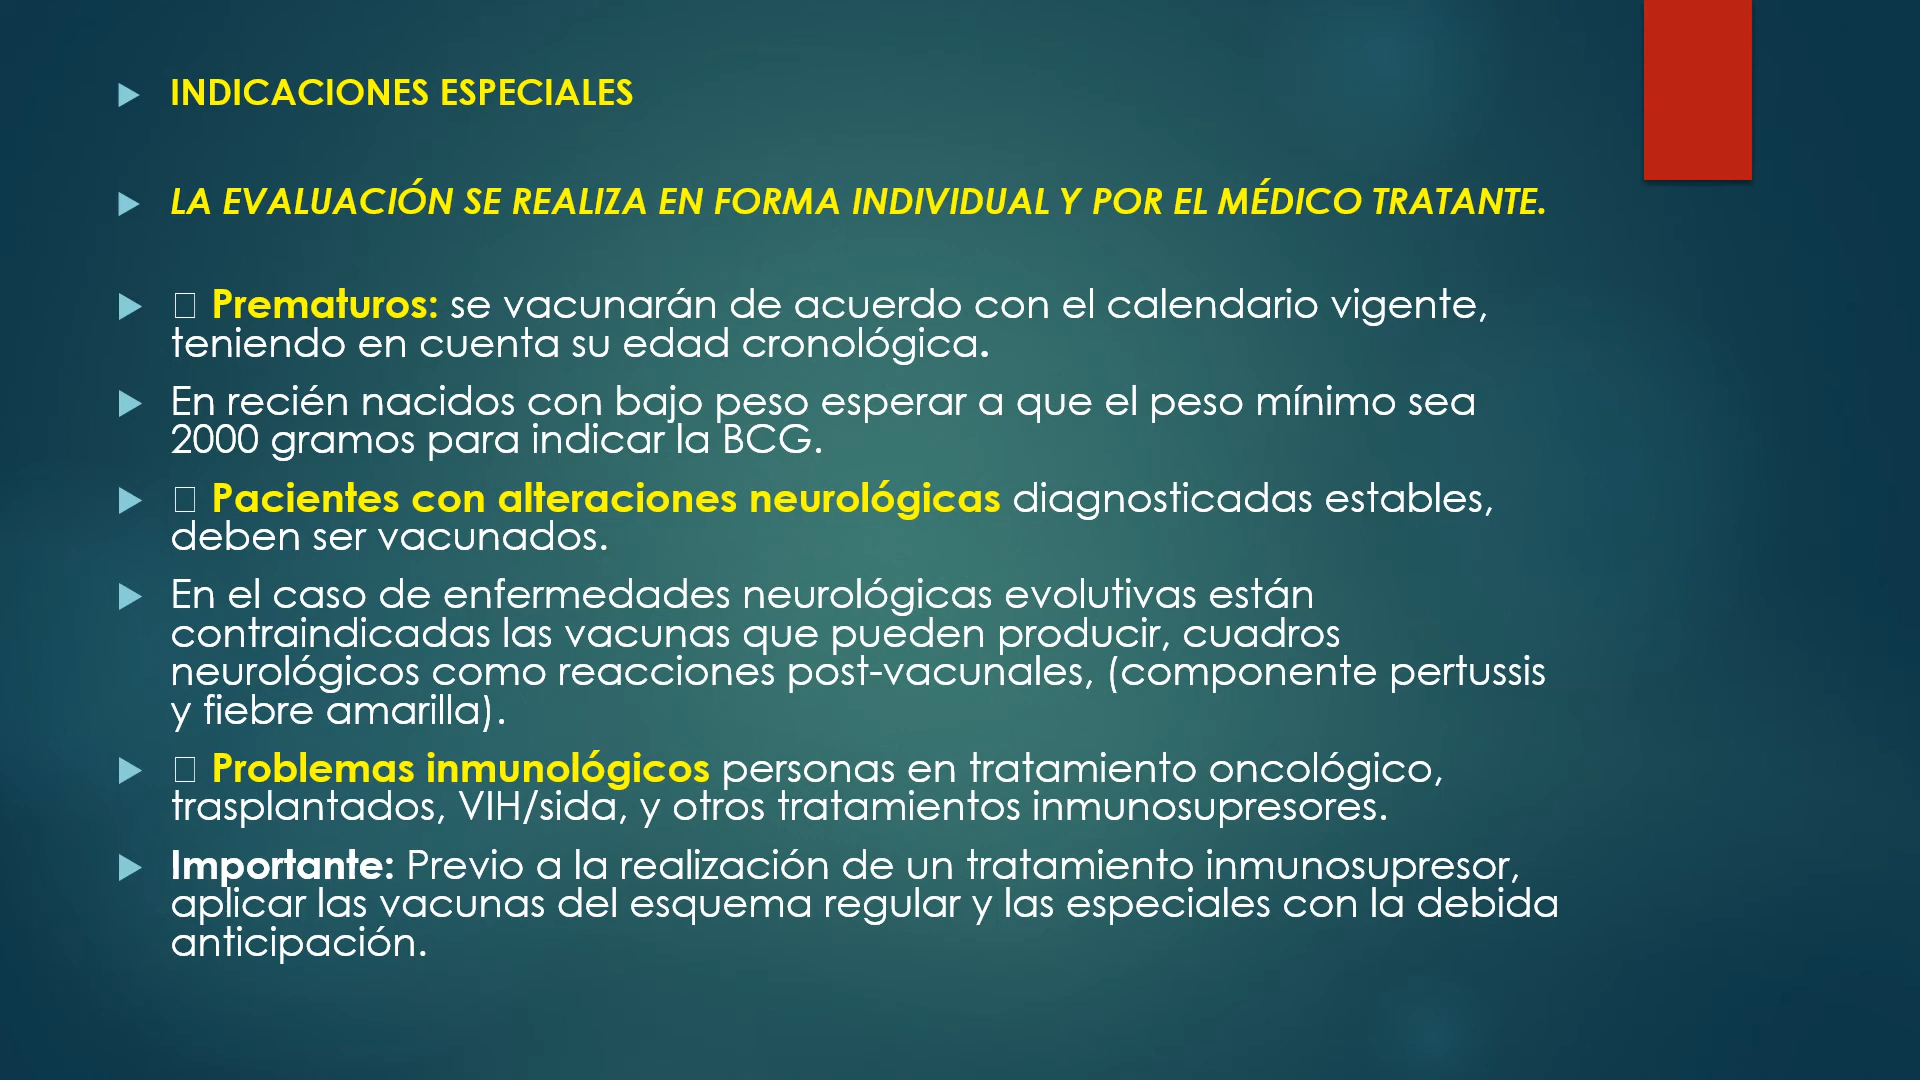 INDICACIONES ESPECIALES
LA EVALUACIÓN SE REALIZA EN FORMA INDIVIDUAL Y POR EL MÉDICO TRATANTE.
Prematuros: se vacunarán de acuerdo con el calendario vigente,
teniendo en cuenta su edad cronológica.
En recién nacidos con bajo peso esperar a que el peso mínimo sea
2000 gramos para indicar la BCG.
Pacientes con alteraciones neurológicas diagnosticadas estables,
deben ser vacunados.
En el caso de enfermedades neurológicas evolutivas están
contraindicadas las vacunas que pueden producir, cuadros
neurológicos como reacciones post-vacunales, (componente pertussis
y fiebre amarilla).
Problemas inmunológicos personas en tratamiento oncológico,
trasplantados, VIH/sida, y otros tratamientos inmunosupresores.
Importante: Previo a la realización de un tratamiento inmunosupresor,
aplicar las vacunas del esquema regular y las especiales con la debida
anticipación.